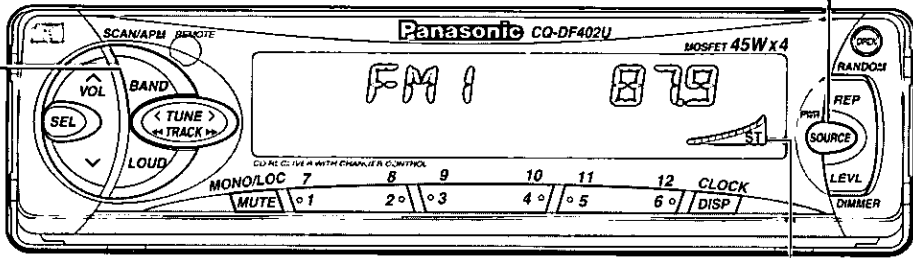 Panasonic CQ-DF402U
SCAN/APM REMOTE
MOSFET 45W x 4
OPEN
RANDOM
VOL
BAND
SEL
< TUNE >
TRACK
LOUD
FM1 87.9
ST
PWR
REP
SOURCE
LEVL
DIMMER
CD RECEIVER WITH CHANGER CONTROL
MONO/LOC 7 8 9 10 11 12 CLOCK
MUTE 1 2 3 4 5 6 DISP